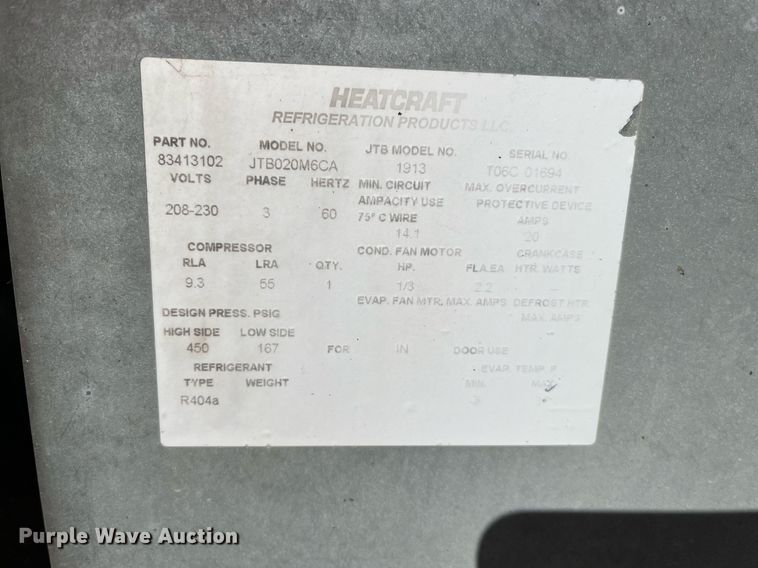 HEATCRAFT
REFRIGERATION PRODUCTS LLC
PART NO. MODEL NO. JTB MODEL NO. SERIAL NO.
83413102 JTB020M6CA 1913 T06C 01694
VOLTS PHASE HERTZ MIN. CIRCUIT MAX. OVERCURRENT
AMPACITY USE PROTECTIVE DEVICE
208-230 3 60 75° C WIRE AMPS
14.1 20
COMPRESSOR COND. FAN MOTOR CRANKCASE
RLA LRA QTY. HP. FLA.EA HTR. WATTS
9.3 55 1 1/3 2.2 --
EVAP. FAN MTR. MAX. AMPS DEFROST HTR.
DESIGN PRESS. PSIG MAX. AMPS
HIGH SIDE LOW SIDE
450 167 FOR IN DOOR USE
REFRIGERANT EVAP. TEMP. F
TYPE WEIGHT MIN. MAX.
R404a
Purple Wave Auction